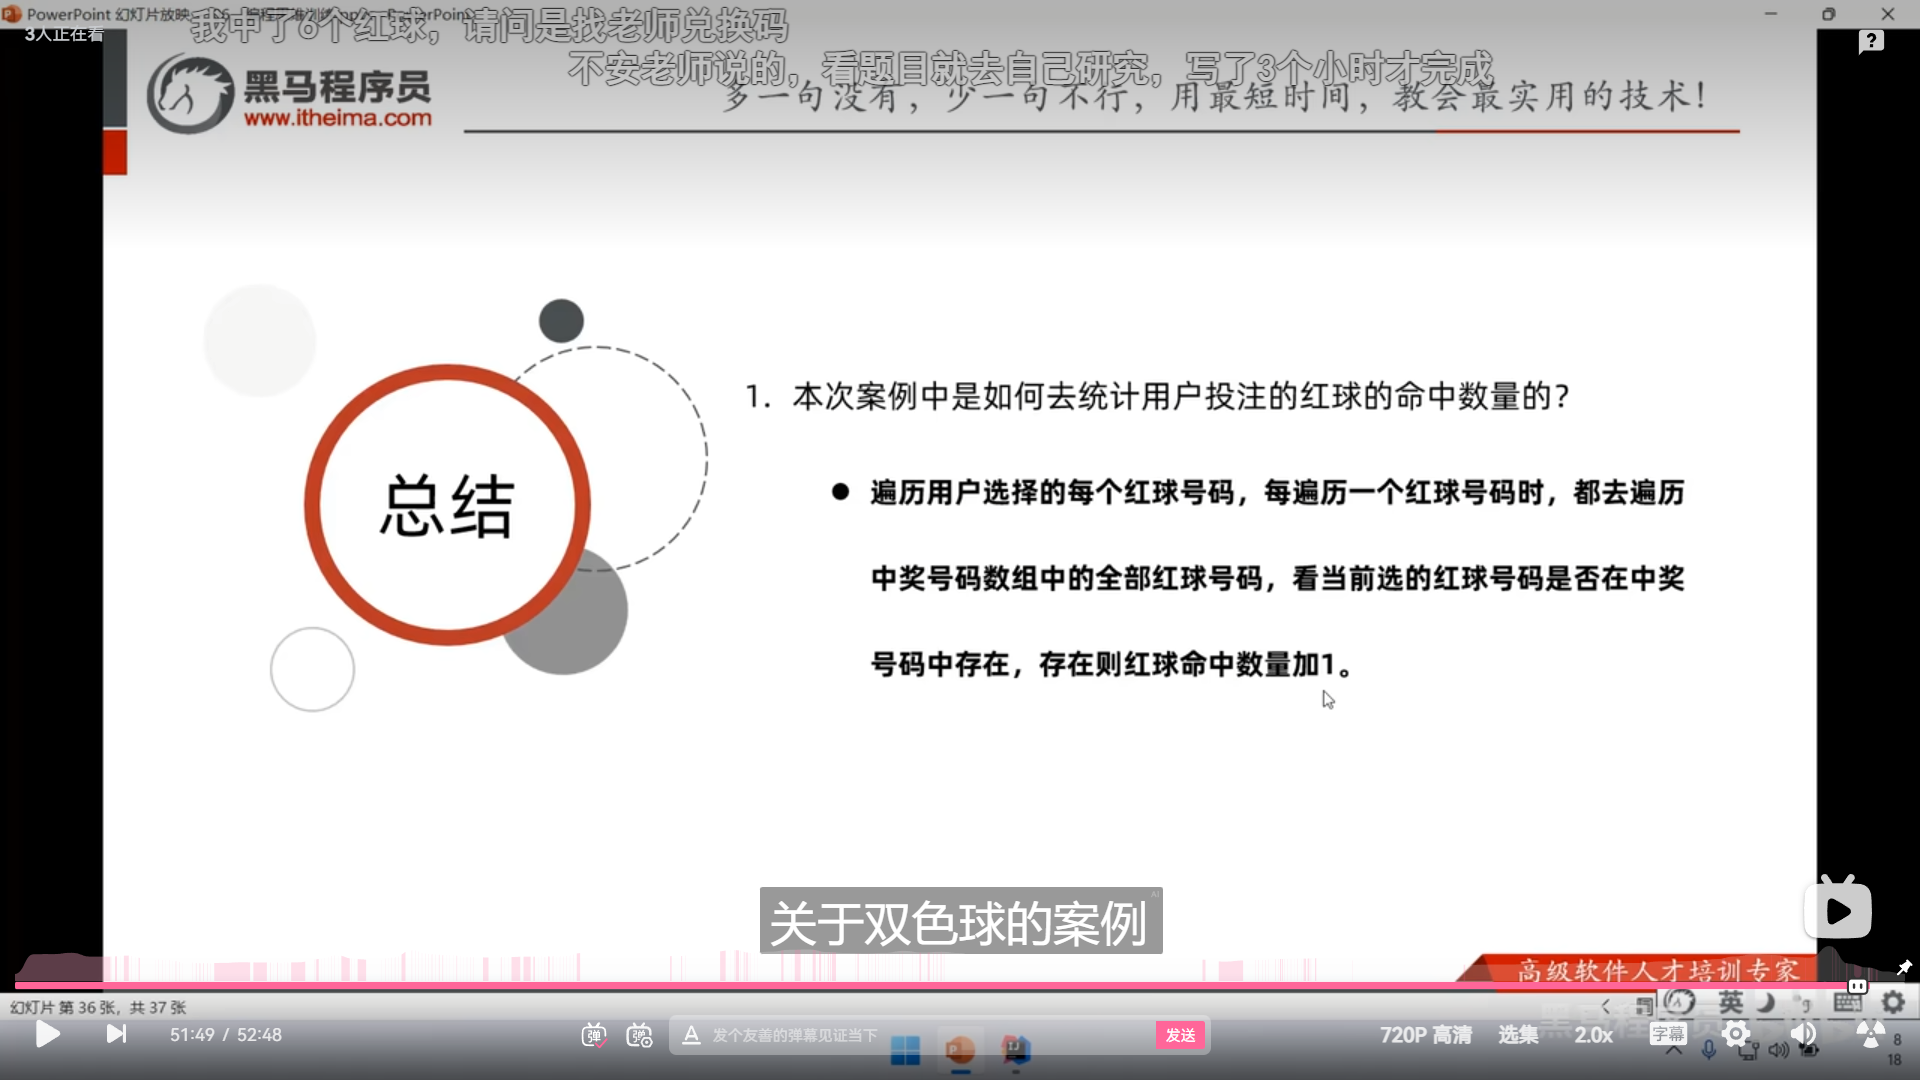 PowerPoint 幻灯片放映
3人正在看
我中了6个红球，请问是找老师兑换码
不安老师说的，看题目就去自己研究，写了3个小时才完成
黑马程序员
www.itheima.com
多一句没有，少一句不行，用最短时间，教会最实用的技术！
总结
1. 本次案例中是如何去统计用户投注的红球的命中数量的？
● 遍历用户选择的每个红球号码，每遍历一个红球号码时，都去遍历
中奖号码数组中的全部红球号码，看当前选的红球号码是否在中奖
号码中存在，存在则红球命中数量加1。
关于双色球的案例
AI
高级软件人才培训专家
幻灯片 第 36 张，共 37 张
英
51:49 / 52:48
弹
弹
A
发个友善的弹幕见证当下
发送
720P 高清
选集
2.0x
字幕
8
18